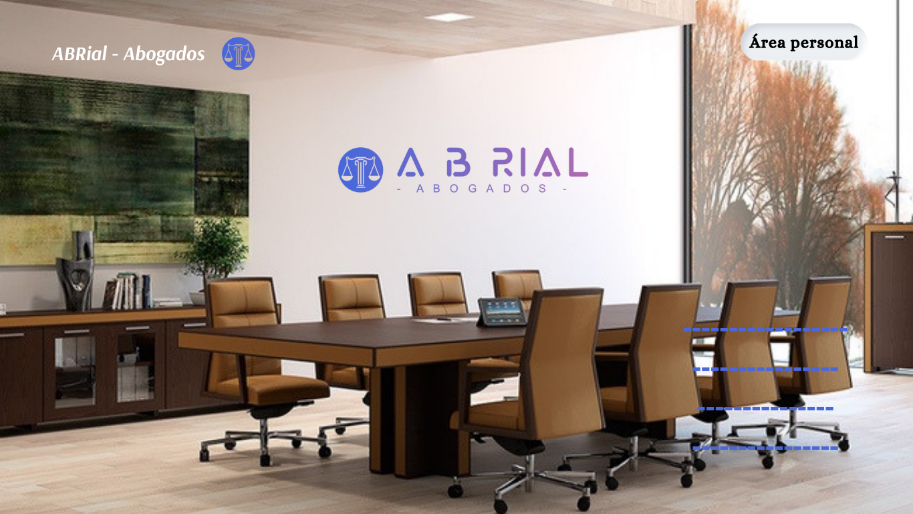 ABRial - Abogados
Área personal
A B RIAL
- ABOGADOS -